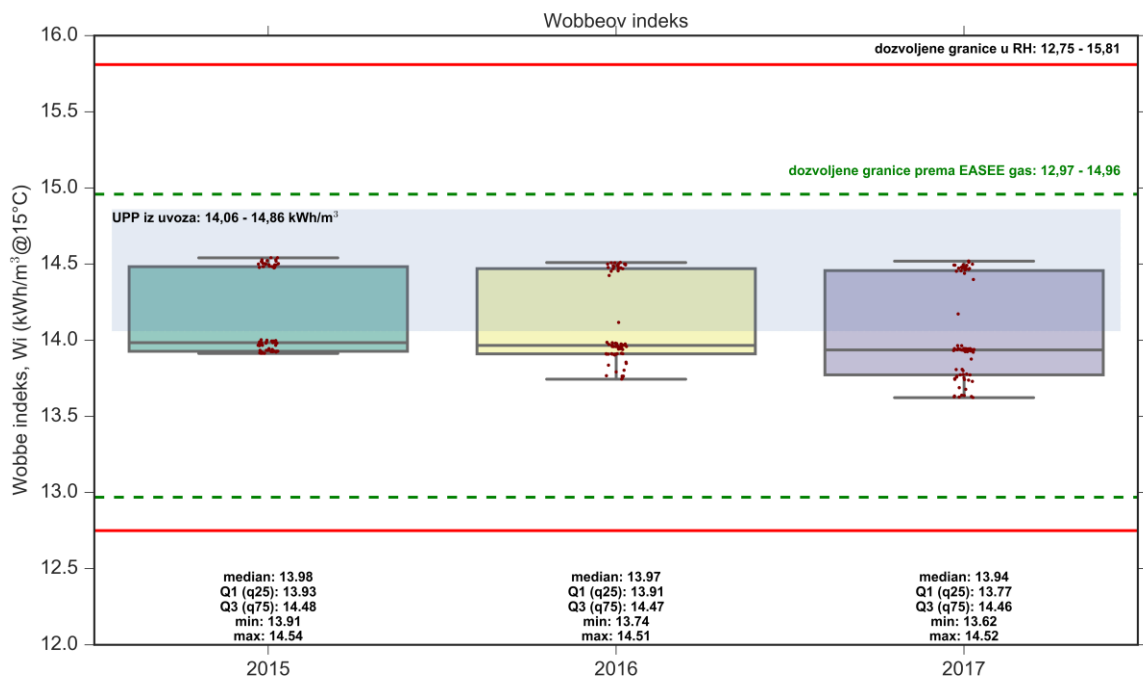 Wobbeov indeks
16.0
dozvoljene granice u RH: 12,75 - 15,81
15.5
dozvoljene granice prema EASEE gas: 12,97 - 14,96
15.0
UPP iz uvoza: 14,06 - 14,86 kWh/m³
14.5
14.0
13.5
13.0
12.5
12.0
Wobbe indeks, Wi (kWh/m³@15°C)
median: 13.98
Q1 (q25): 13.93
Q3 (q75): 14.48
min: 13.91
max: 14.54
median: 13.97
Q1 (q25): 13.91
Q3 (q75): 14.47
min: 13.74
max: 14.51
median: 13.94
Q1 (q25): 13.77
Q3 (q75): 14.46
min: 13.62
max: 14.52
2015
2016
2017